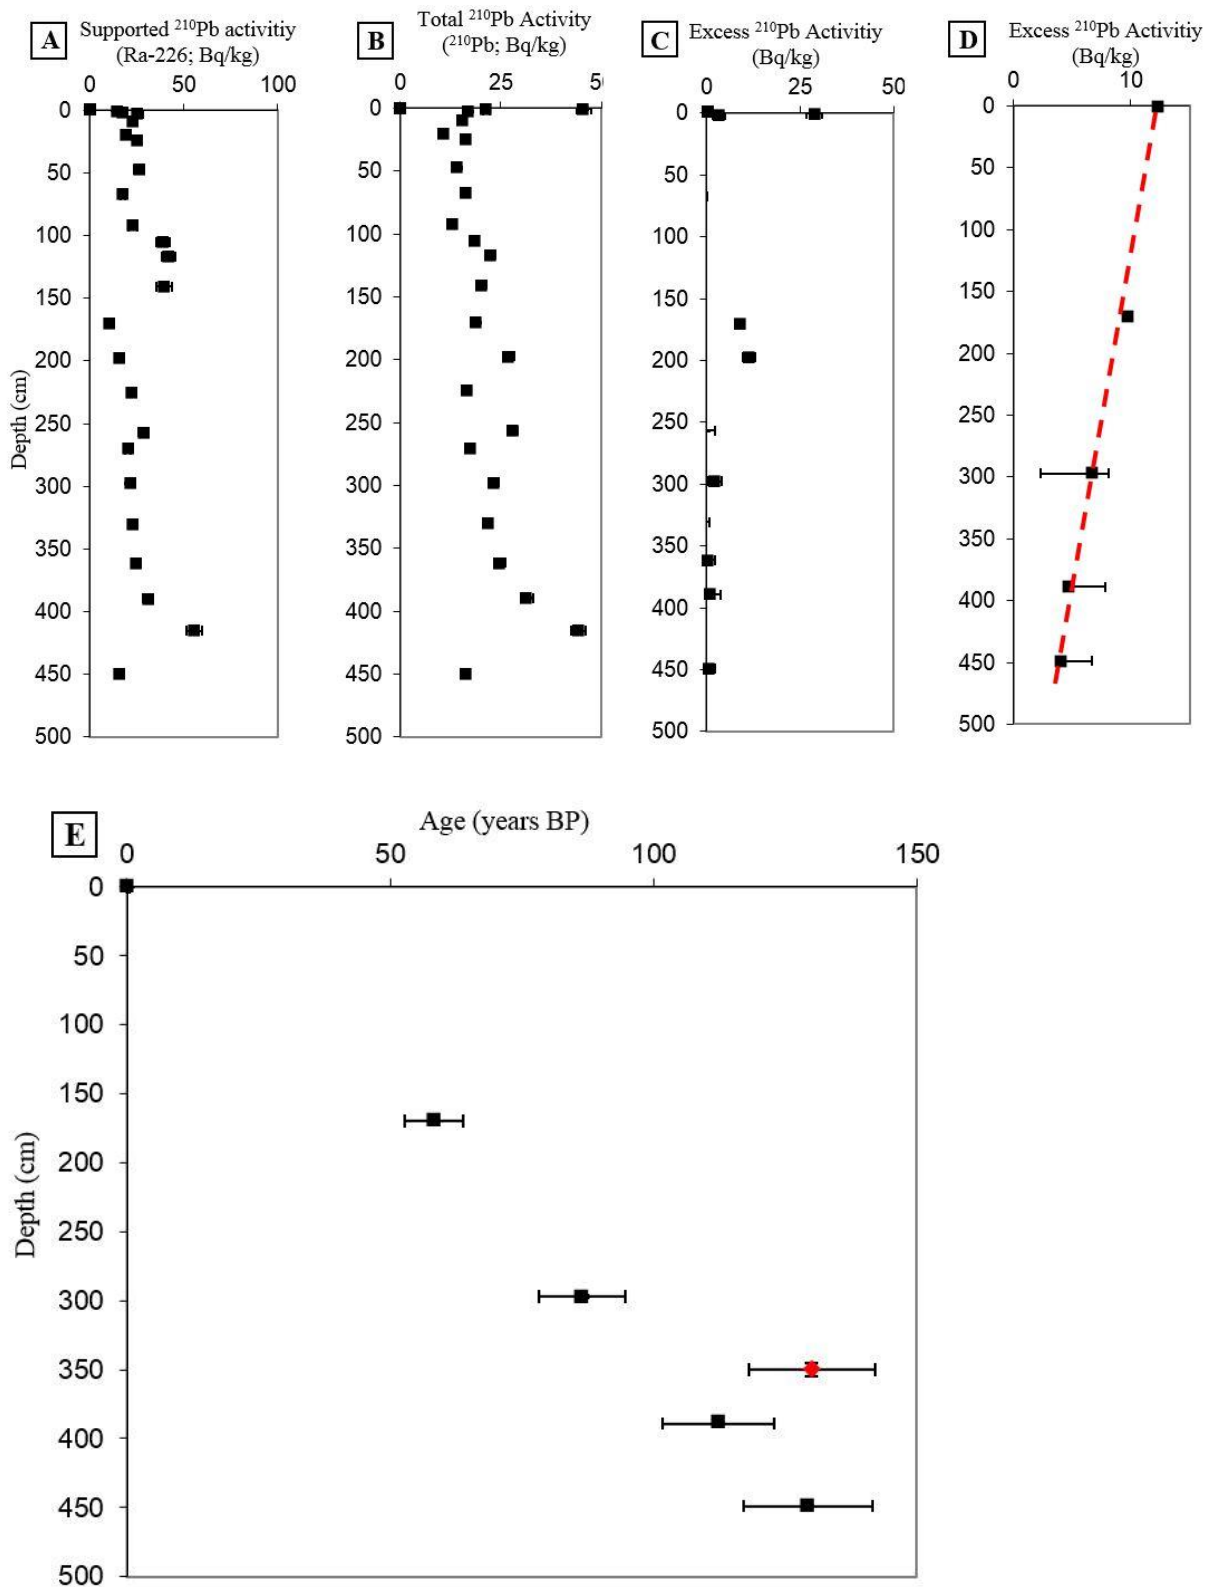 A
Supported ²¹⁰Pb activitiy
(Ra-226; Bq/kg)
0 50 100
B
Total ²¹⁰Pb Activity
(²¹⁰Pb; Bq/kg)
0 25 50
C
Excess ²¹⁰Pb Activitiy
(Bq/kg)
0 25 50
D
Excess ²¹⁰Pb Activitiy
(Bq/kg)
0 10
Depth (cm)
0 0 0 0
50 50 50 50
100 100 100 100
150 150 150 150
200 200 200 200
250 250 250 250
300 300 300 300
350 350 350 350
400 400 400 400
450 450 450 450
500 500 500 500
E
Age (years BP)
0 50 100 150
Depth (cm)
0
50
100
150
200
250
300
350
400
450
500